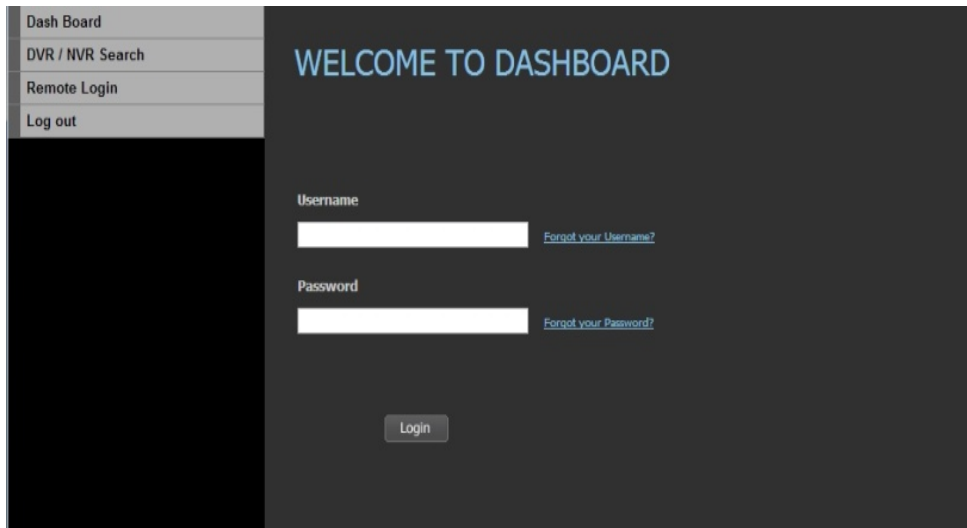 Dash Board
DVR / NVR Search
Remote Login
Log out
WELCOME TO DASHBOARD
Username
Forgot your Username?
Password
Forgot your Password?
Login